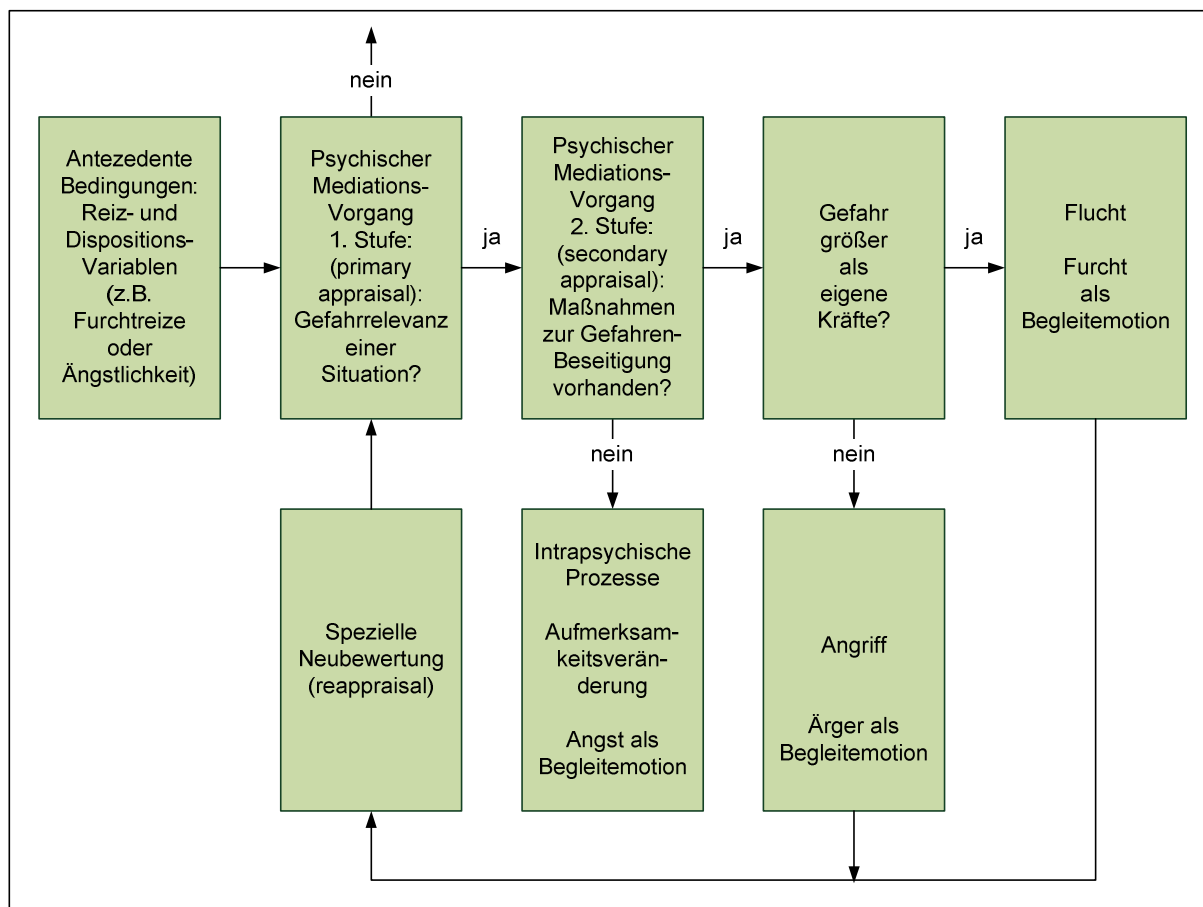 nein
Antezedente
Bedingungen:
Reiz- und
Dispositions-
Variablen
(z.B.
Furchtreize
oder
Ängstlichkeit)
Psychischer
Mediations-
Vorgang
1. Stufe:
(primary
appraisal):
Gefahrrelevanz
einer
Situation?
ja
Psychischer
Mediations-
Vorgang
2. Stufe:
(secondary
appraisal):
Maßnahmen
zur Gefahren-
Beseitigung
vorhanden?
ja
Gefahr
größer
als
eigene
Kräfte?
ja
Flucht
Furcht
als
Begleitemotion
nein
nein
Spezielle
Neubewertung
(reappraisal)
Intrapsychische
Prozesse
Aufmerksam-
keitsverän-
derung
Angst als
Begleitemotion
Angriff
Ärger als
Begleitemotion